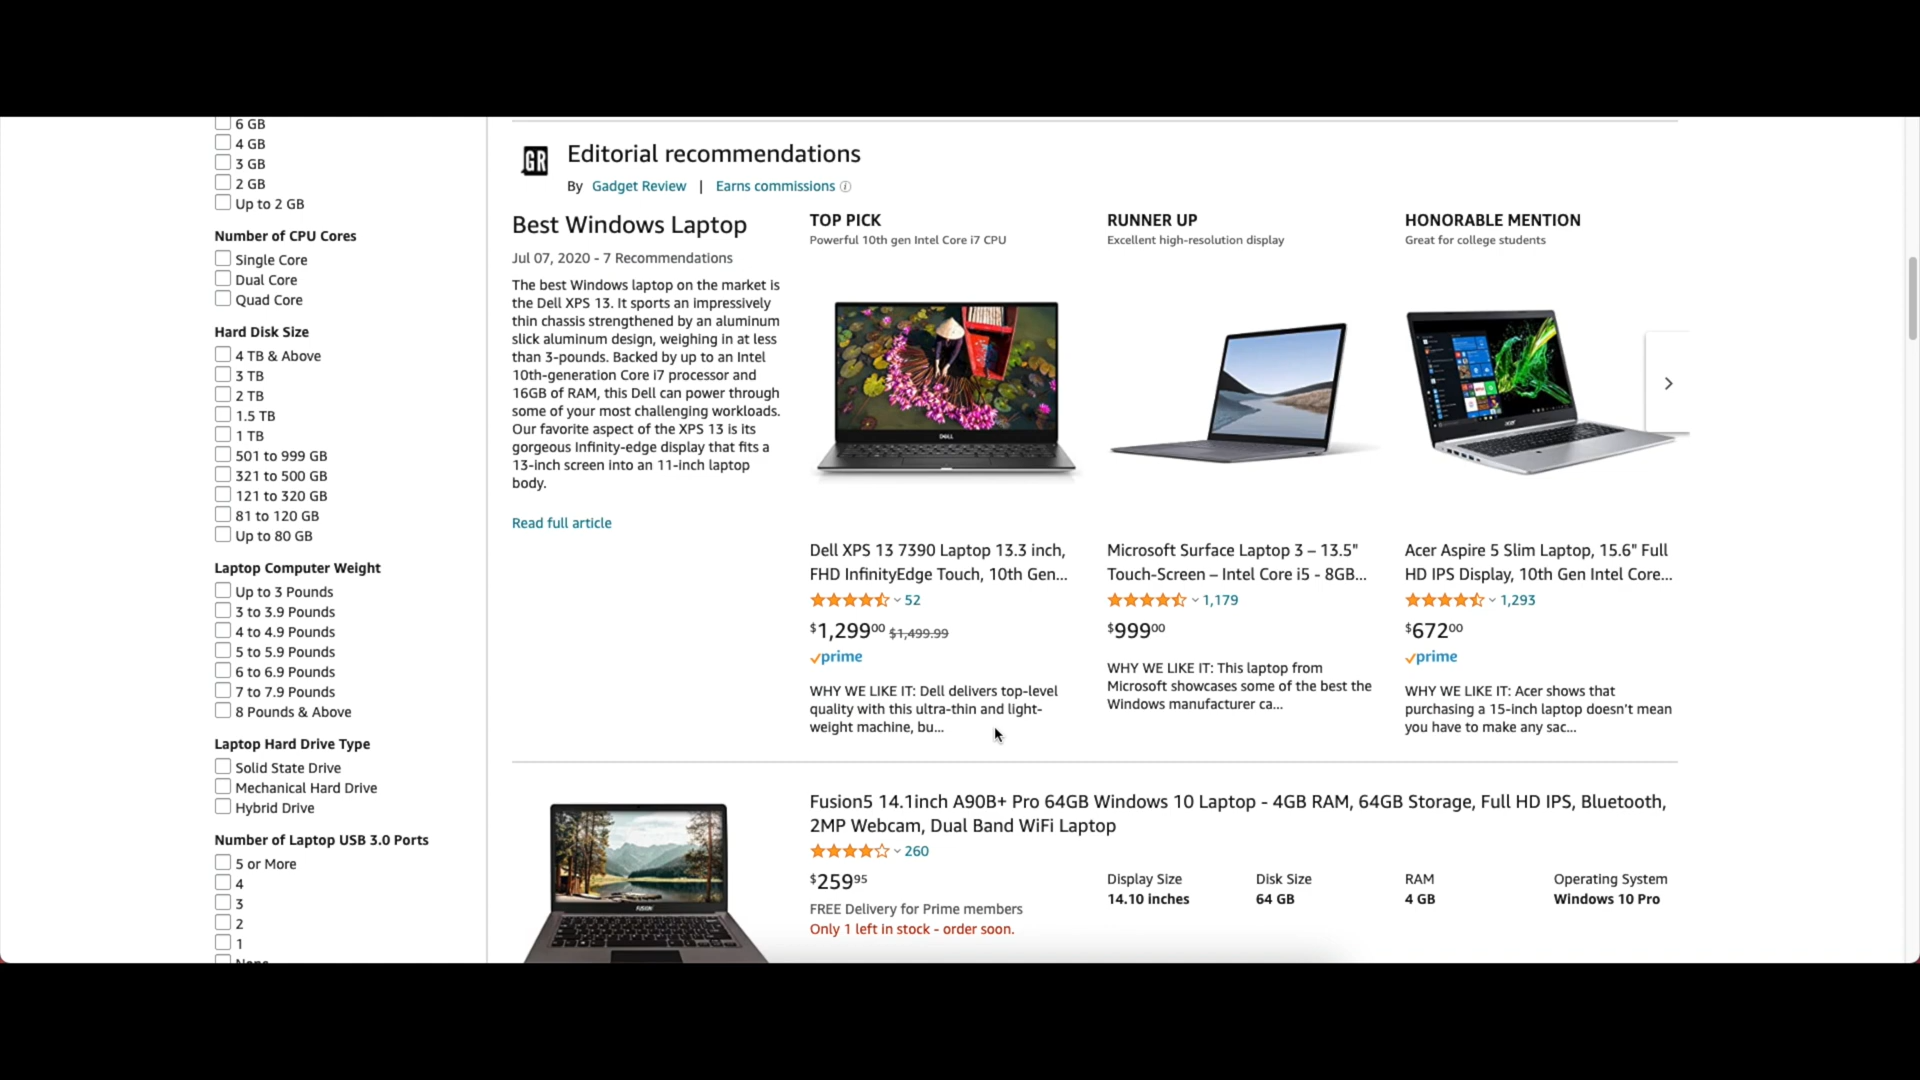 6 GB
4 GB
3 GB
2 GB
Up to 2 GB
Number of CPU Cores
Single Core
Dual Core
Quad Core
Hard Disk Size
4 TB & Above
3 TB
2 TB
1.5 TB
1 TB
501 to 999 GB
321 to 500 GB
121 to 320 GB
81 to 120 GB
Up to 80 GB
Laptop Computer Weight
Up to 3 Pounds
3 to 3.9 Pounds
4 to 4.9 Pounds
5 to 5.9 Pounds
6 to 6.9 Pounds
7 to 7.9 Pounds
8 Pounds & Above
Laptop Hard Drive Type
Solid State Drive
Mechanical Hard Drive
Hybrid Drive
Number of Laptop USB 3.0 Ports
5 or More
4
3
2
1
GR
Editorial recommendations
By Gadget Review | Earns commissions
Best Windows Laptop
Jul 07, 2020 - 7 Recommendations
The best Windows laptop on the market is
the Dell XPS 13. It sports an impressively
thin chassis strengthened by an aluminum
slick aluminum design, weighing in at less
than 3-pounds. Backed by up to an Intel
10th-generation Core i7 processor and
16GB of RAM, this Dell can power through
some of your most challenging workloads.
Our favorite aspect of the XPS 13 is its
gorgeous Infinity-edge display that fits a
13-inch screen into an 11-inch laptop
body.
Read full article
TOP PICK
Powerful 10th gen Intel Core i7 CPU
DELL
Dell XPS 13 7390 Laptop 13.3 inch,
FHD InfinityEdge Touch, 10th Gen...
52
$1,29900 $1,499.99
prime
WHY WE LIKE IT: Dell delivers top-level
quality with this ultra-thin and light-
weight machine, bu...
RUNNER UP
Excellent high-resolution display
Microsoft Surface Laptop 3 – 13.5"
Touch-Screen – Intel Core i5 - 8GB...
1,179
$99900
WHY WE LIKE IT: This laptop from
Microsoft showcases some of the best the
Windows manufacturer ca...
HONORABLE MENTION
Great for college students
acer
Acer Aspire 5 Slim Laptop, 15.6" Full
HD IPS Display, 10th Gen Intel Core...
1,293
$67200
prime
WHY WE LIKE IT: Acer shows that
purchasing a 15-inch laptop doesn't mean
you have to make any sac...
FUSION
Fusion5 14.1inch A90B+ Pro 64GB Windows 10 Laptop - 4GB RAM, 64GB Storage, Full HD IPS, Bluetooth,
2MP Webcam, Dual Band WiFi Laptop
260
$25995
FREE Delivery for Prime members
Only 1 left in stock - order soon.
Display Size Disk Size RAM Operating System
14.10 inches 64 GB 4 GB Windows 10 Pro